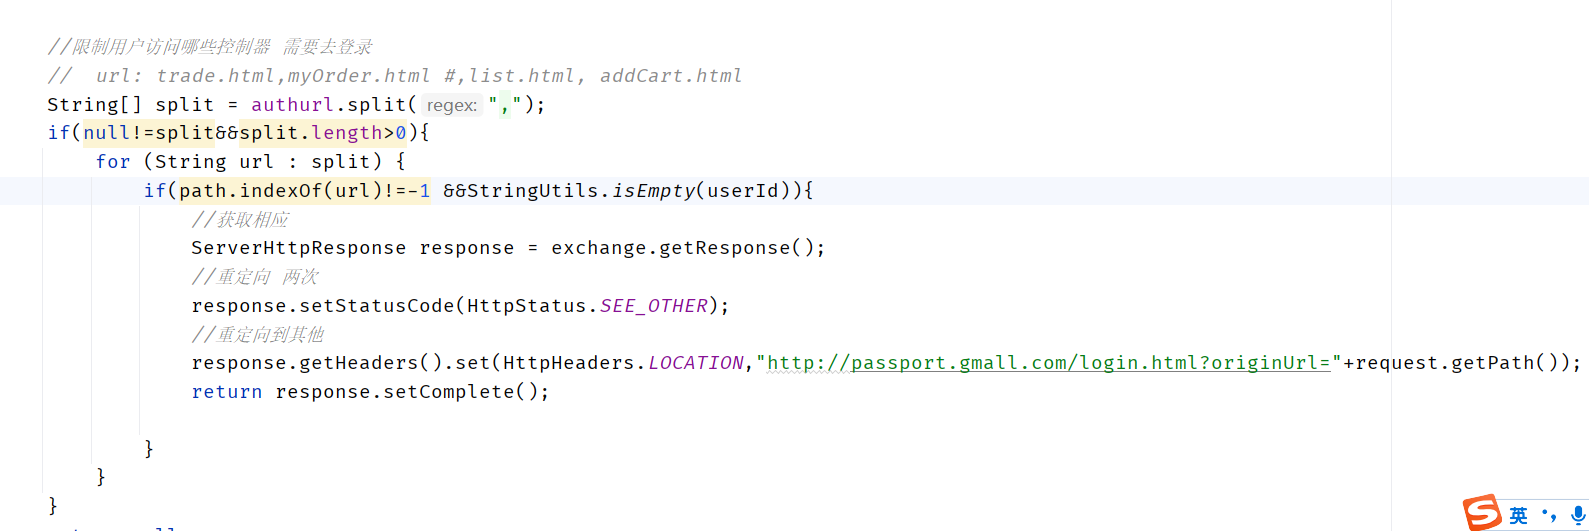 //限制用户访问哪些控制器 需要去登录
// url: trade.html,myOrder.html #,list.html, addCart.html
String[] split = authurl.split( regex: ",");
if(null!=split&&split.length>0){
for (String url : split) {
if(path.indexOf(url)!=-1 &&StringUtils.isEmpty(userId)){
//获取相应
ServerHttpResponse response = exchange.getResponse();
//重定向 两次
response.setStatusCode(HttpStatus.SEE_OTHER);
//重定向到其他
response.getHeaders().set(HttpHeaders.LOCATION,"http://passport.gmall.com/login.html?originUrl="+request.getPath());
return response.setComplete();
}
}
}
英